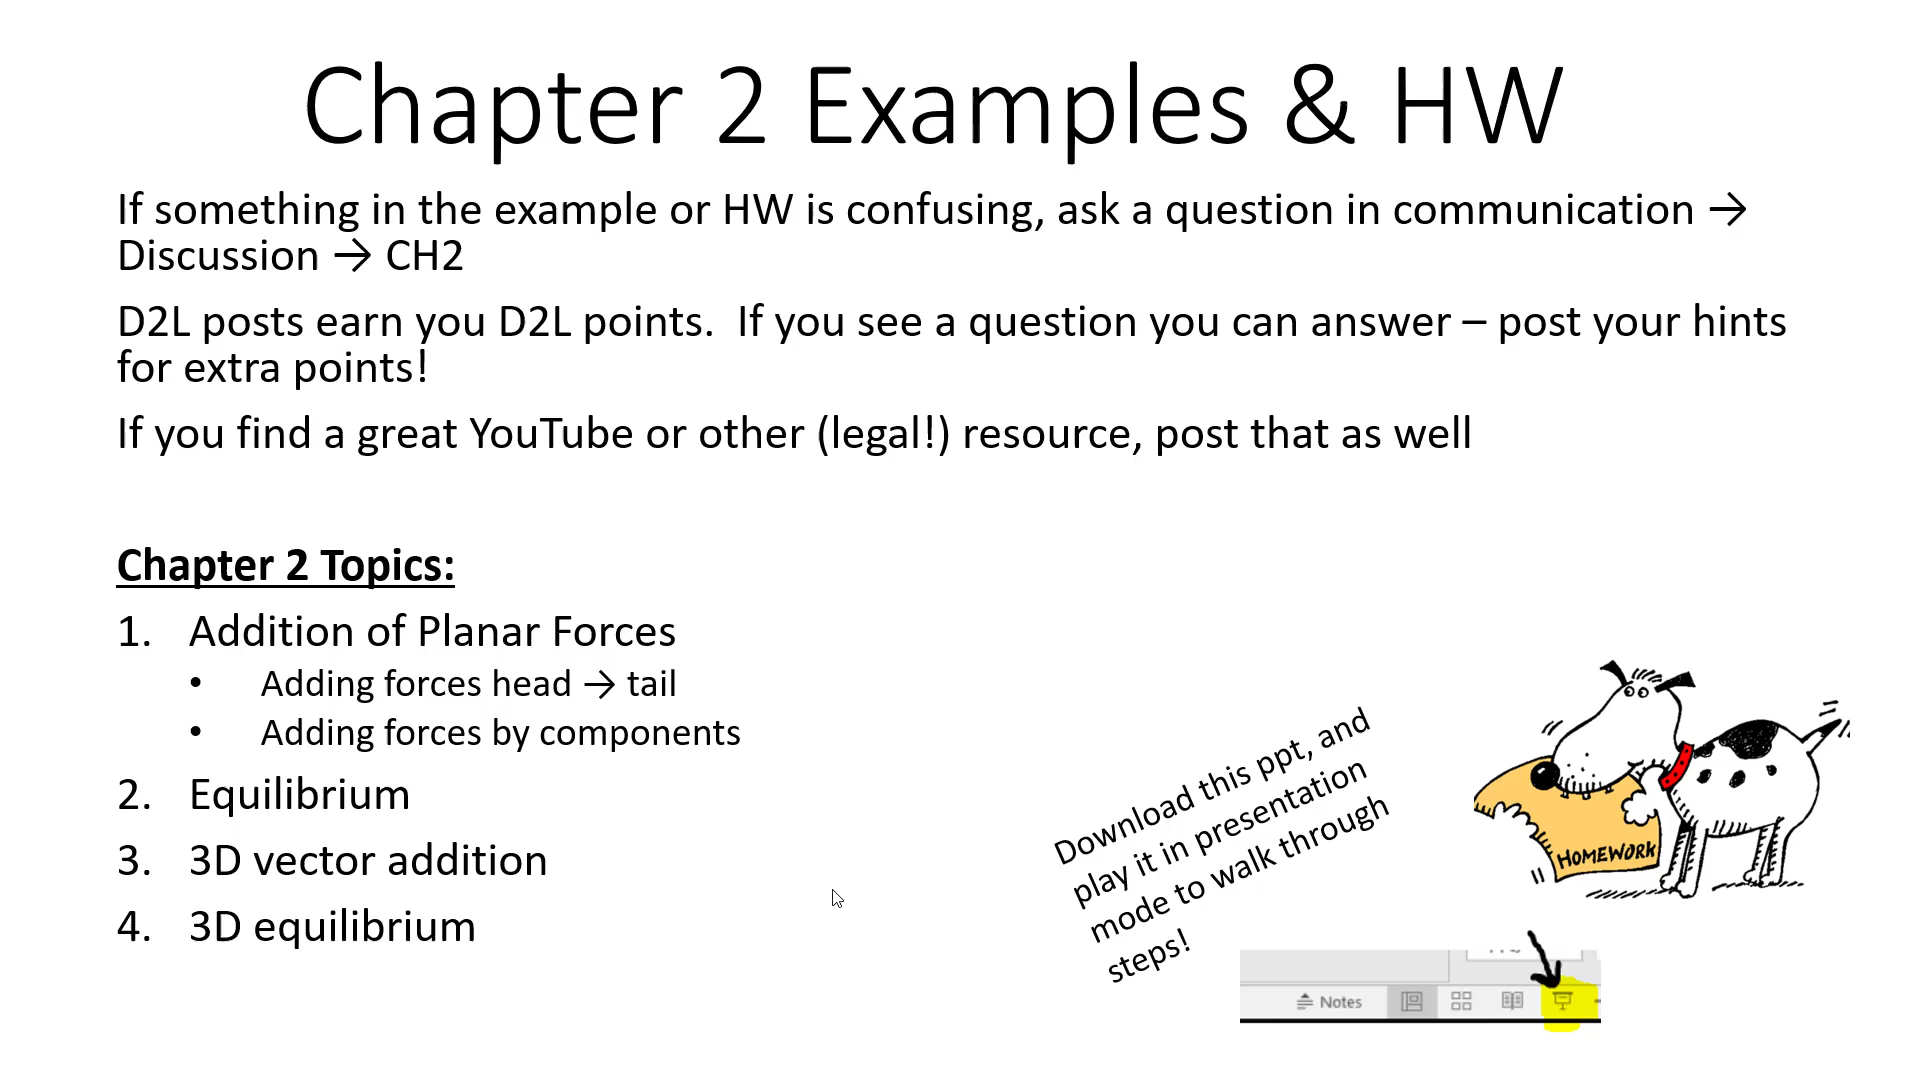 Chapter 2 Examples & HW
If something in the example or HW is confusing, ask a question in communication →
Discussion → CH2
D2L posts earn you D2L points.  If you see a question you can answer – post your hints
for extra points!
If you find a great YouTube or other (legal!) resource, post that as well
Chapter 2 Topics:
1. Addition of Planar Forces
• Adding forces head → tail
• Adding forces by components
2. Equilibrium
3. 3D vector addition
4. 3D equilibrium
Download this ppt, and
play it in presentation
mode to walk through
steps!
HOMEWORK
Notes